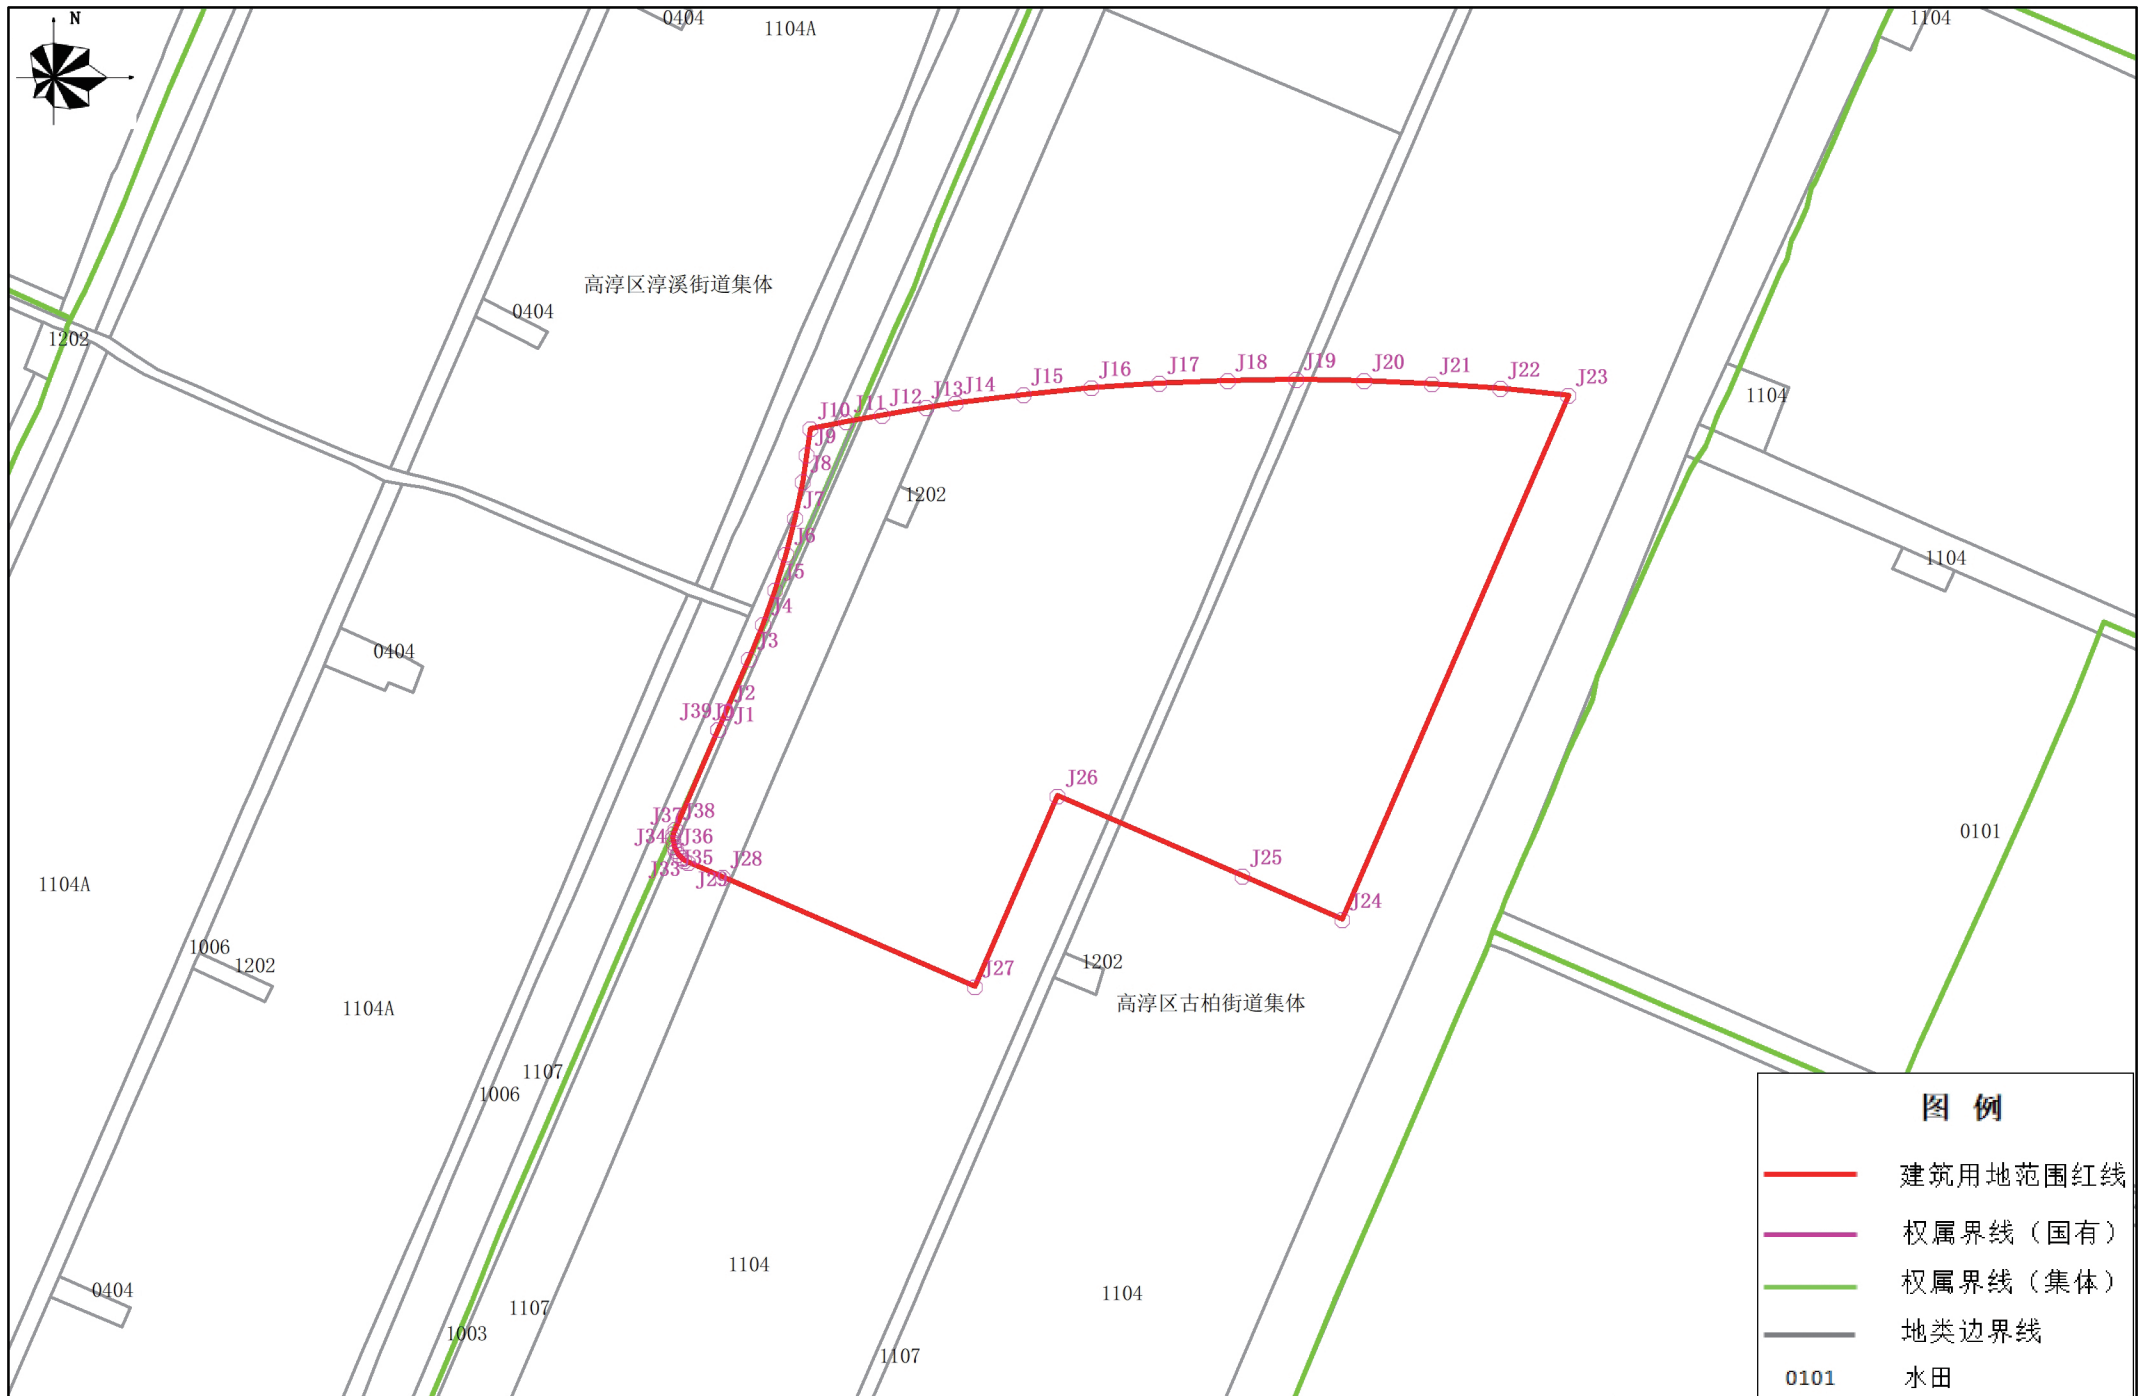 N
0404
1104A
1104
高淳区淳溪街道集体
0404
1202
J10
J11
J12
J13
J14
J15
J16
J17
J18
J19
J20
J21
J22
J23
J9
J8
J7
J6
J5
J4
J3
J2
J39
J1
1202
1104
1104
0404
J38
J37
J34
J36
J35
J33
J29
J28
J26
J25
J24
J27
0101
1104A
1006
1202
1104A
1202
高淳区古柏街道集体
1107
1006
1104
1104
0404
1107
1003
1107
图 例
建筑用地范围红线
权属界线（国有）
权属界线（集体）
地类边界线
0101 水田